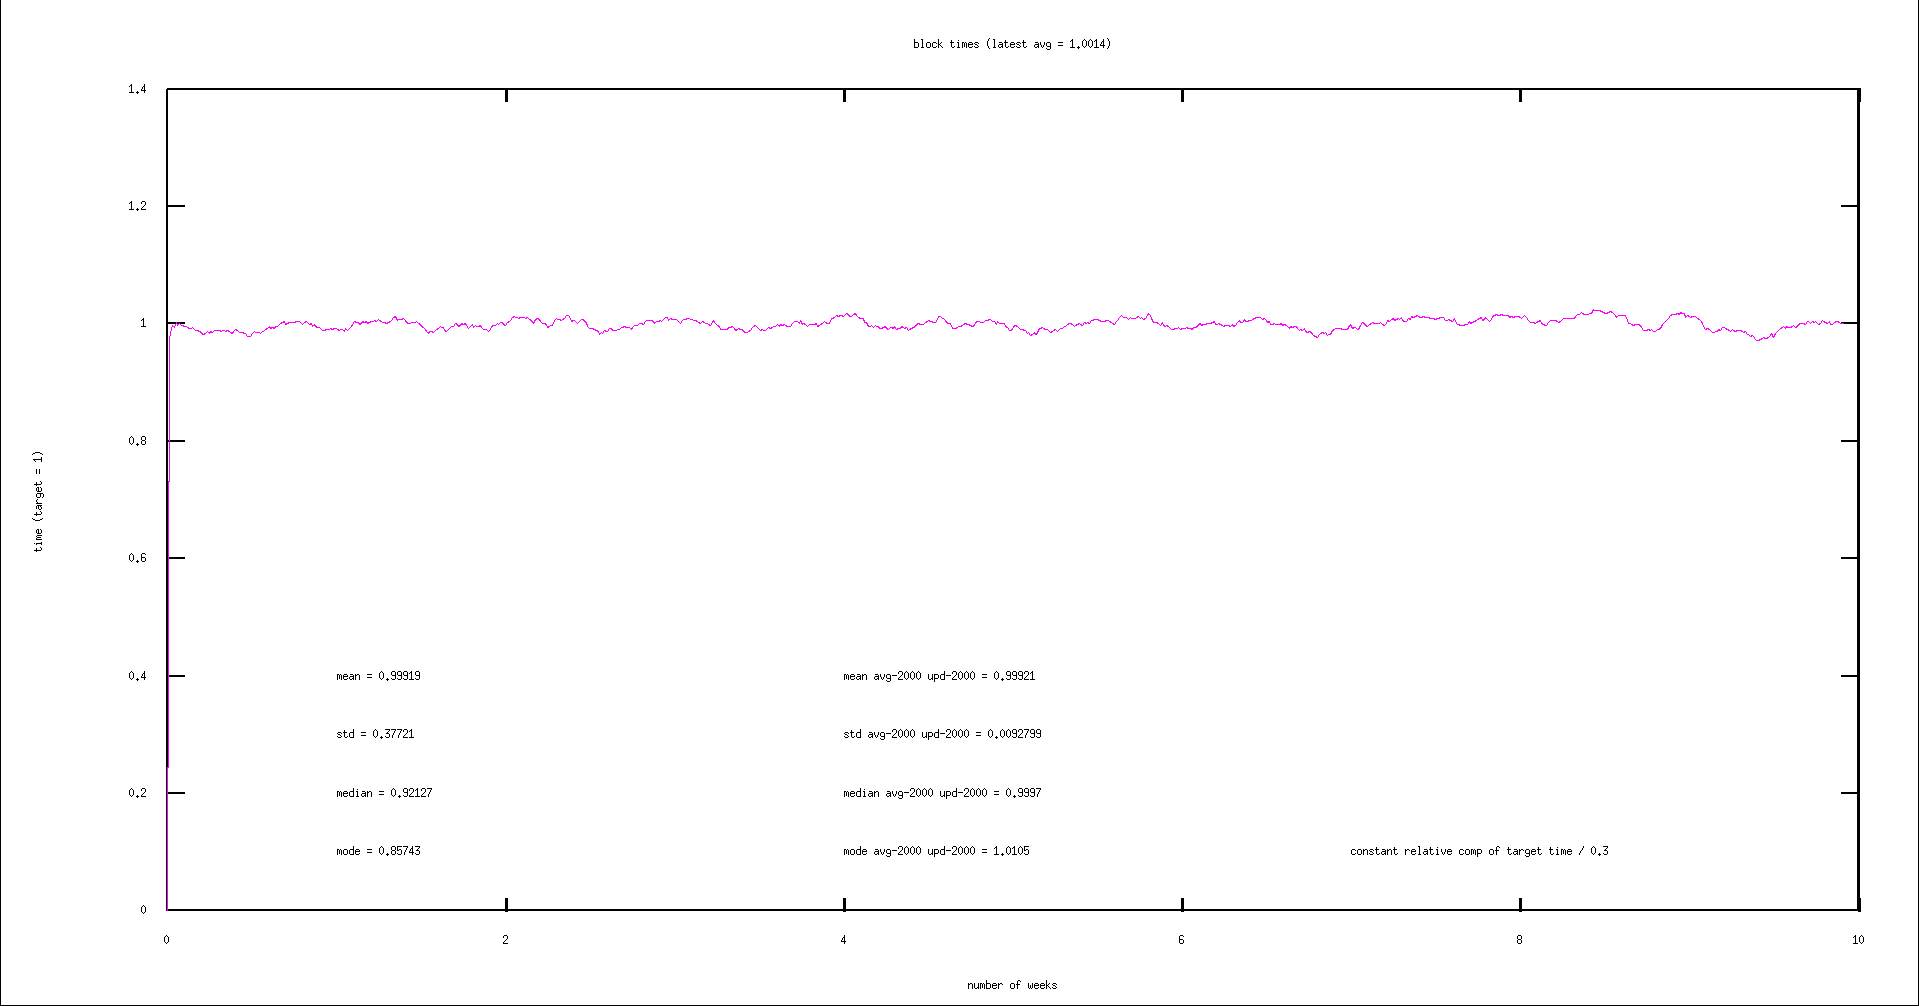 block times (latest avg = 1.0014)
1.4
1.2
1
0.8
0.6
0.4
0.2
0
time (target = 1)
mean = 0.99919
mean avg-2000 upd-2000 = 0.99921
std = 0.37721
std avg-2000 upd-2000 = 0.0092799
median = 0.92127
median avg-2000 upd-2000 = 0.9997
mode = 0.85743
mode avg-2000 upd-2000 = 1.0105
constant relative comp of target time / 0.3
0 2 4 6 8 10
number of weeks